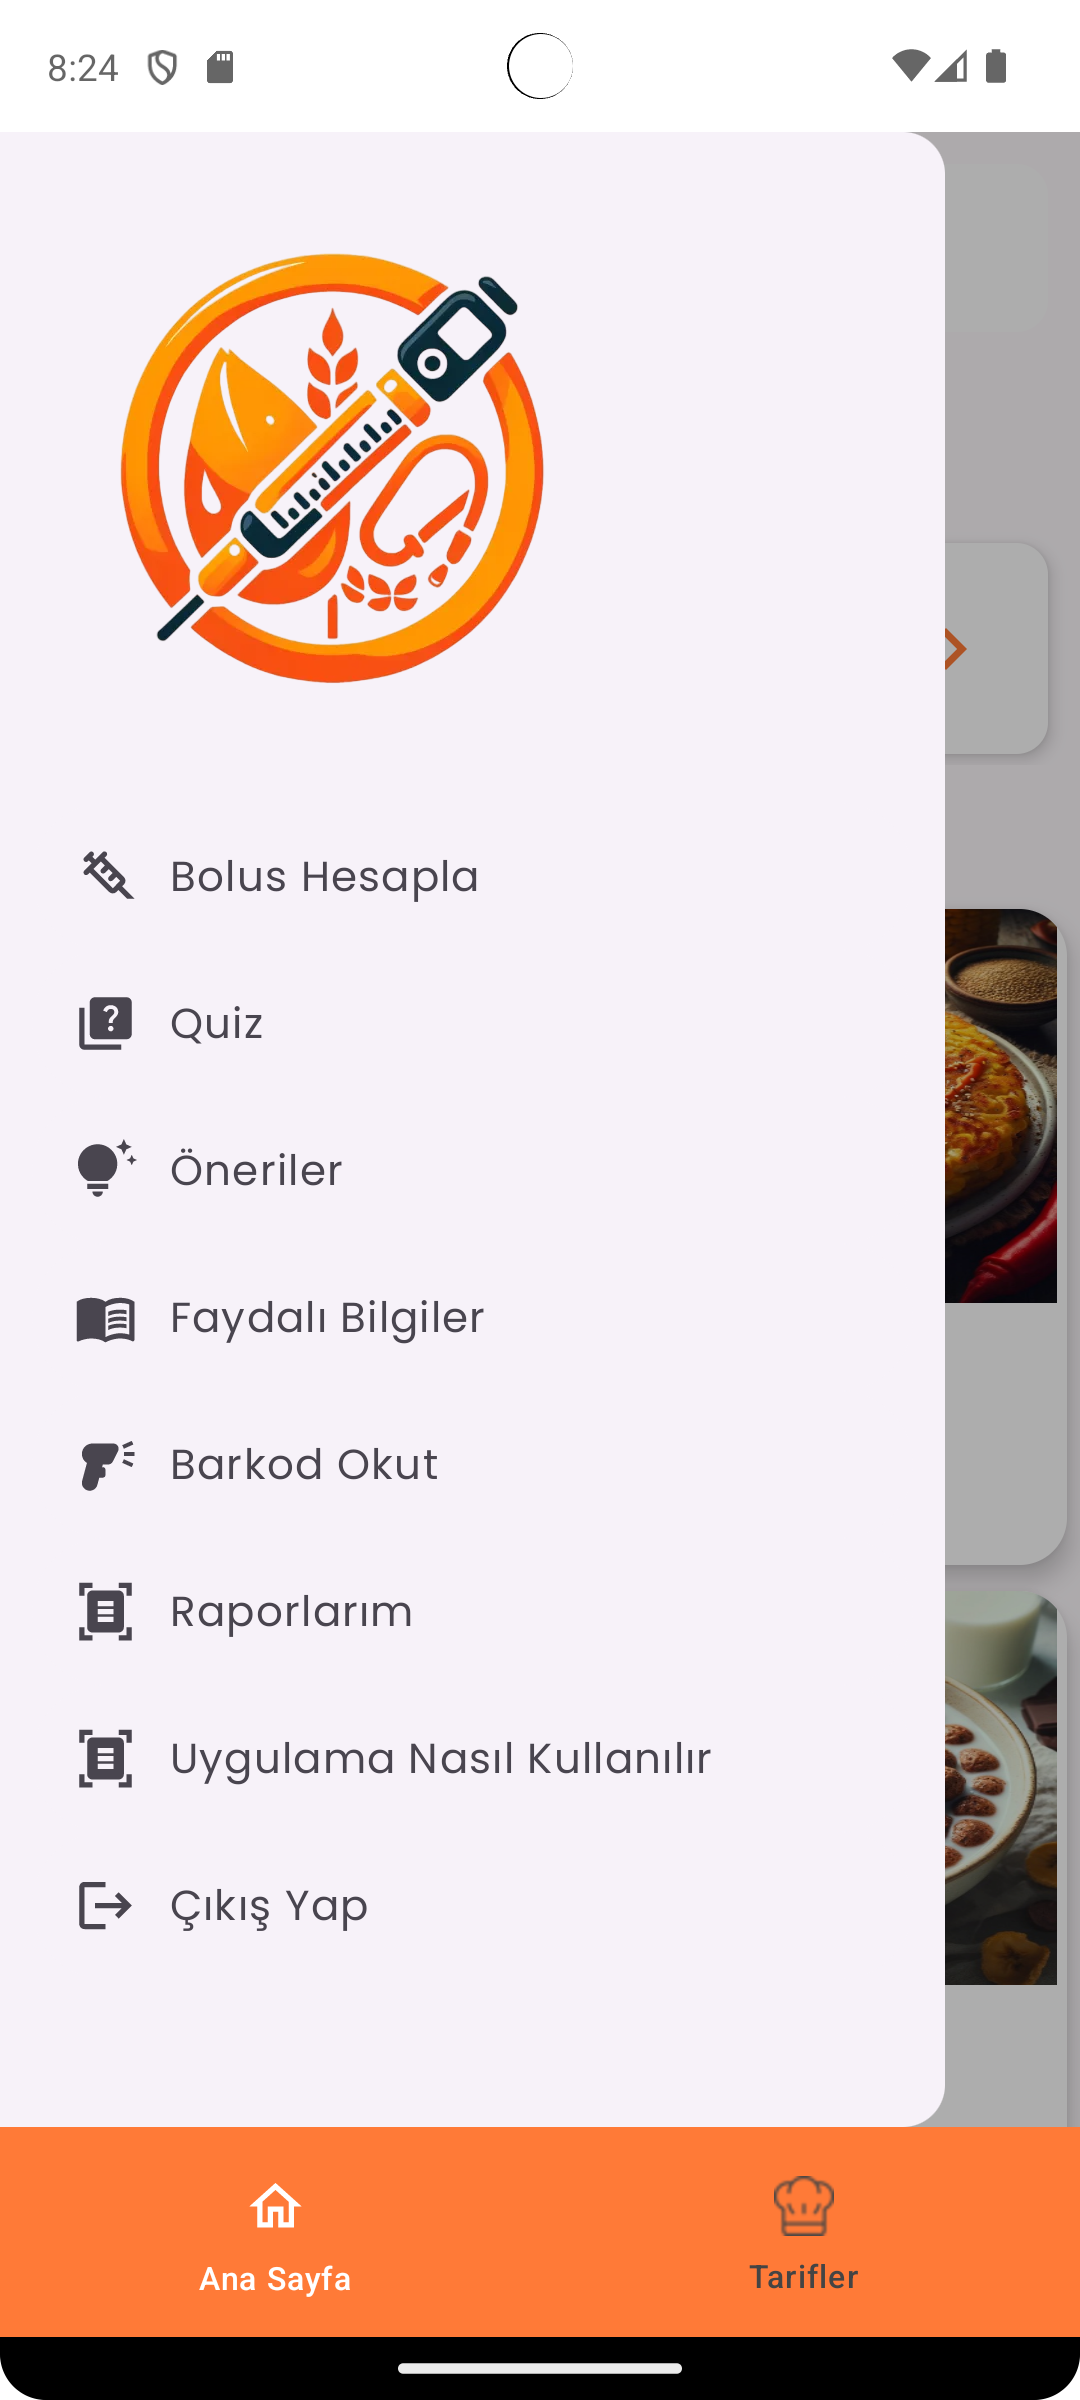 8:24
Bolus Hesapla
Quiz
Öneriler
Faydalı Bilgiler
Barkod Okut
Raporlarım
Uygulama Nasıl Kullanılır
Çıkış Yap
Ana Sayfa
Tarifler